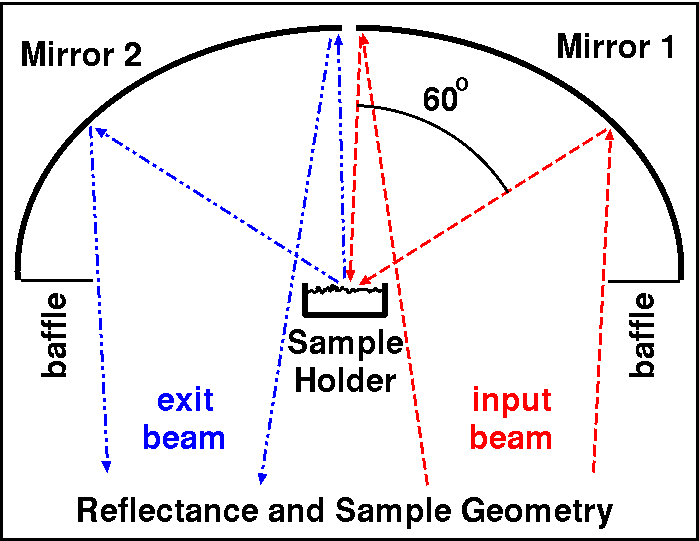 Mirror 2
Mirror 1
60°
baffle
Sample
Holder
baffle
exit
beam
input
beam
Reflectance and Sample Geometry